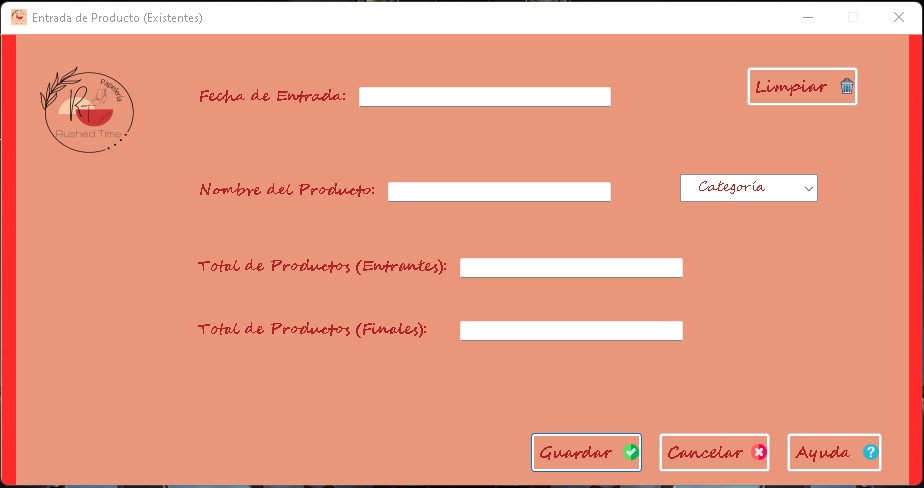 Entrada de Producto (Existentes)
Papelería
RT
Rushed Time
Fecha de Entrada:
Limpiar
Nombre del Producto:
Categoría
Total de Productos (Entrantes):
Total de Productos (Finales):
Guardar
Cancelar
Ayuda ?